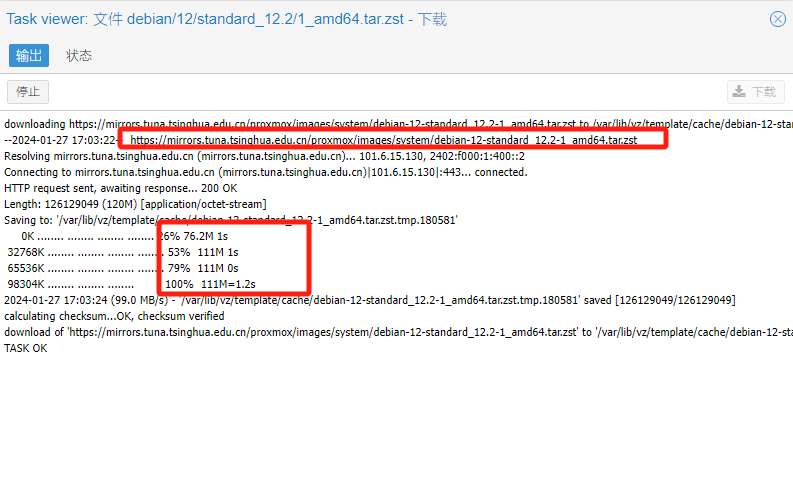 Task viewer: 文件 debian/12/standard_12.2/1_amd64.tar.zst - 下载
输出 状态
停止 下载
downloading https://mirrors.tuna.tsinghua.edu.cn/proxmox/images/system/debian-12-standard_12.2-1_amd64.tar.zst to /var/lib/vz/template/cache/debian-12-stan
--2024-01-27 17:03:22-- https://mirrors.tuna.tsinghua.edu.cn/proxmox/images/system/debian-12-standard_12.2-1_amd64.tar.zst
Resolving mirrors.tuna.tsinghua.edu.cn (mirrors.tuna.tsinghua.edu.cn)... 101.6.15.130, 2402:f000:1:400::2
Connecting to mirrors.tuna.tsinghua.edu.cn (mirrors.tuna.tsinghua.edu.cn)|101.6.15.130|:443... connected.
HTTP request sent, awaiting response... 200 OK
Length: 126129049 (120M) [application/octet-stream]
Saving to: '/var/lib/vz/template/cache/debian-12-standard_12.2-1_amd64.tar.zst.tmp.180581'
0K ........ ........ ........ ........ 26% 76.2M 1s
32768K ........ ........ ........ ........ 53% 111M 1s
65536K ........ ........ ........ ........ 79% 111M 0s
98304K ........ ........ ........ 100% 111M=1.2s
2024-01-27 17:03:24 (99.0 MB/s) - '/var/lib/vz/template/cache/debian-12-standard_12.2-1_amd64.tar.zst.tmp.180581' saved [126129049/126129049]
calculating checksum...OK, checksum verified
download of 'https://mirrors.tuna.tsinghua.edu.cn/proxmox/images/system/debian-12-standard_12.2-1_amd64.tar.zst' to '/var/lib/vz/template/cache/debian-12-sta
TASK OK